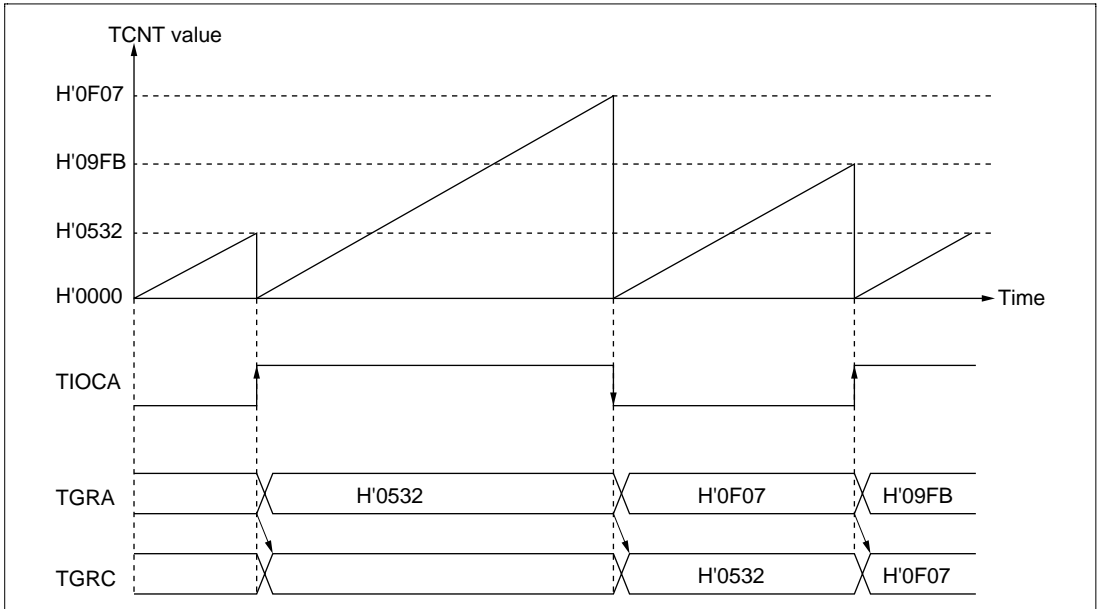 TCNT value
H'0F07
H'09FB
H'0532
H'0000
Time
TIOCA
TGRA H'0532 H'0F07 H'09FB
TGRC H'0532 H'0F07